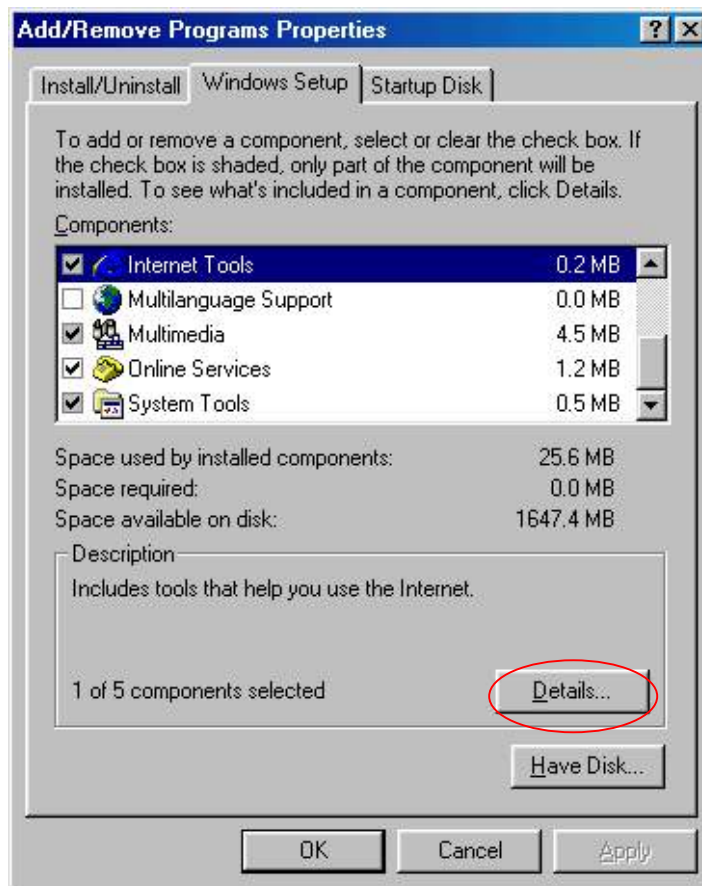 Add/Remove Programs Properties
Install/Uninstall Windows Setup Startup Disk
To add or remove a component, select or clear the check box. If
the check box is shaded, only part of the component will be
installed. To see what's included in a component, click Details.
Components:
Internet Tools 0.2 MB
Multilanguage Support 0.0 MB
Multimedia 4.5 MB
Online Services 1.2 MB
System Tools 0.5 MB
Space used by installed components: 25.6 MB
Space required: 0.0 MB
Space available on disk: 1647.4 MB
Description
Includes tools that help you use the Internet.
1 of 5 components selected Details...
Have Disk...
OK Cancel Apply